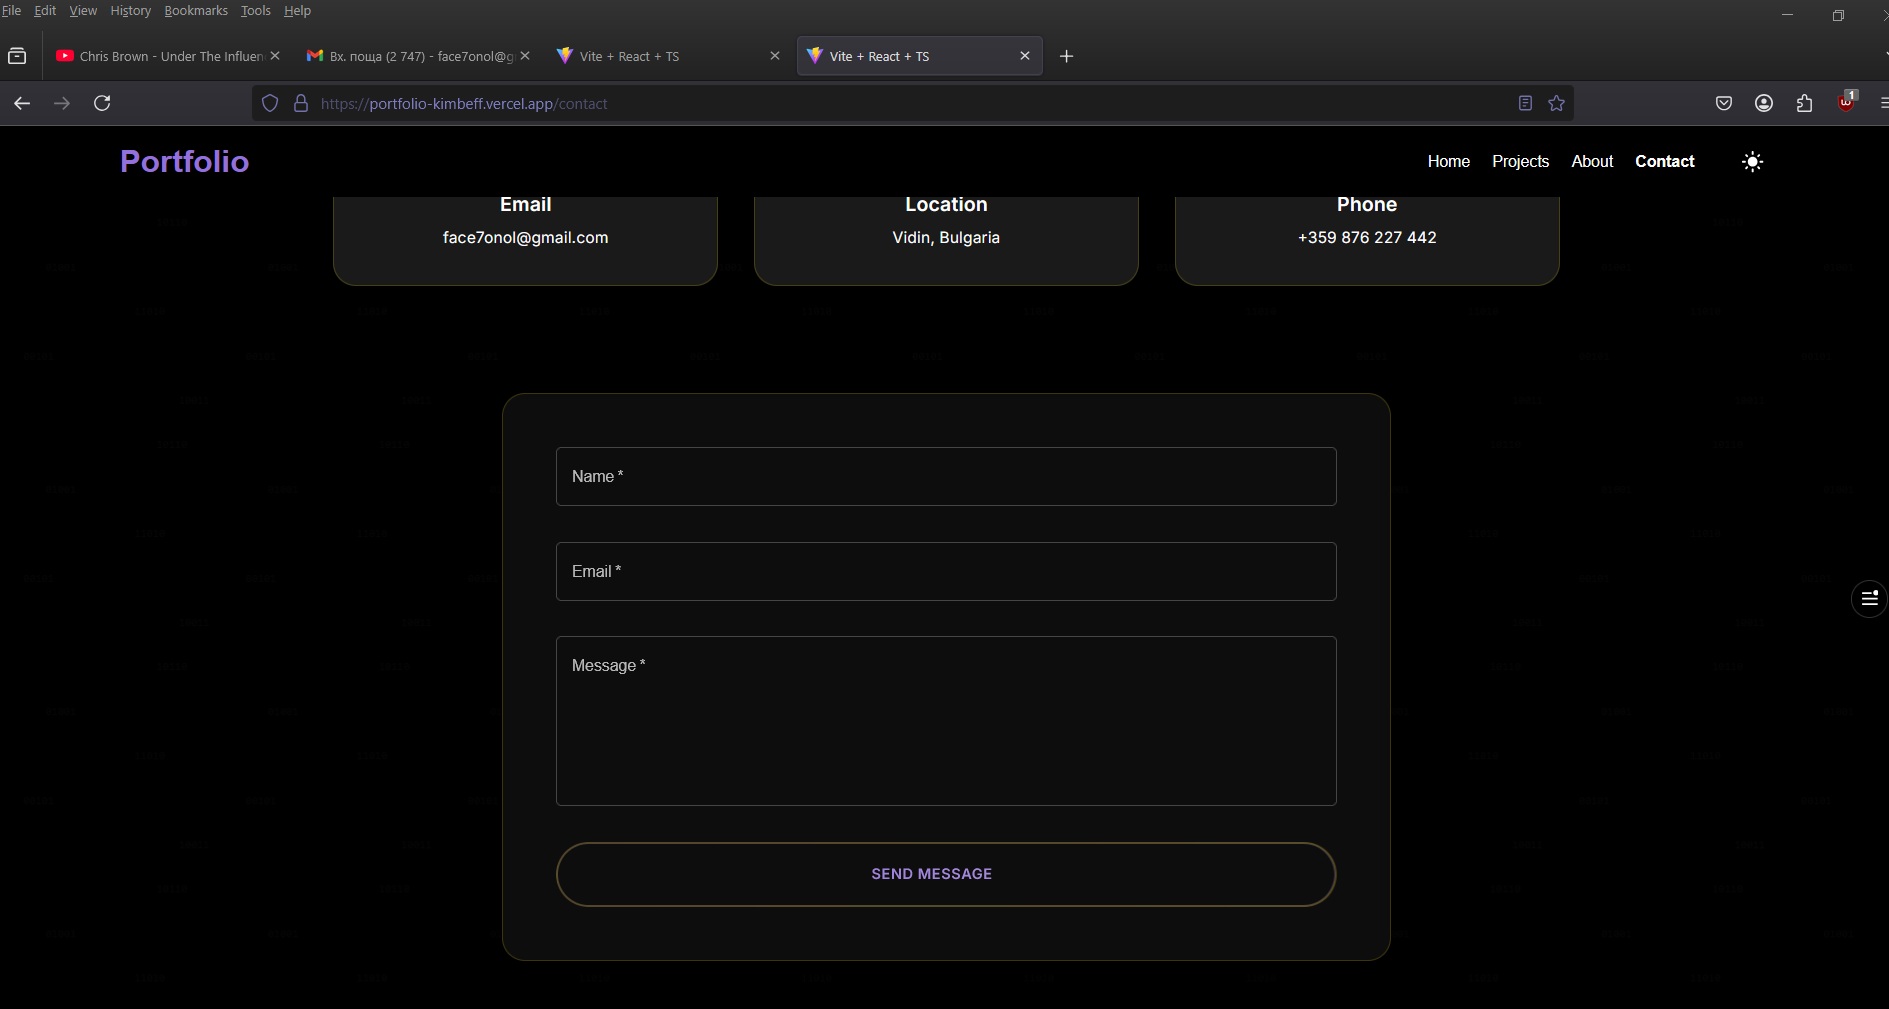 File Edit View History Bookmarks Tools Help
Chris Brown - Under The Influen
Вх. поща (2 747) - face7onol@g
Vite + React + TS
Vite + React + TS
https://portfolio-kimbeff.vercel.app/contact
1
Portfolio
Home Projects About Contact
Email
face7onol@gmail.com
Location
Vidin, Bulgaria
Phone
+359 876 227 442
Name *
Email *
Message *
SEND MESSAGE